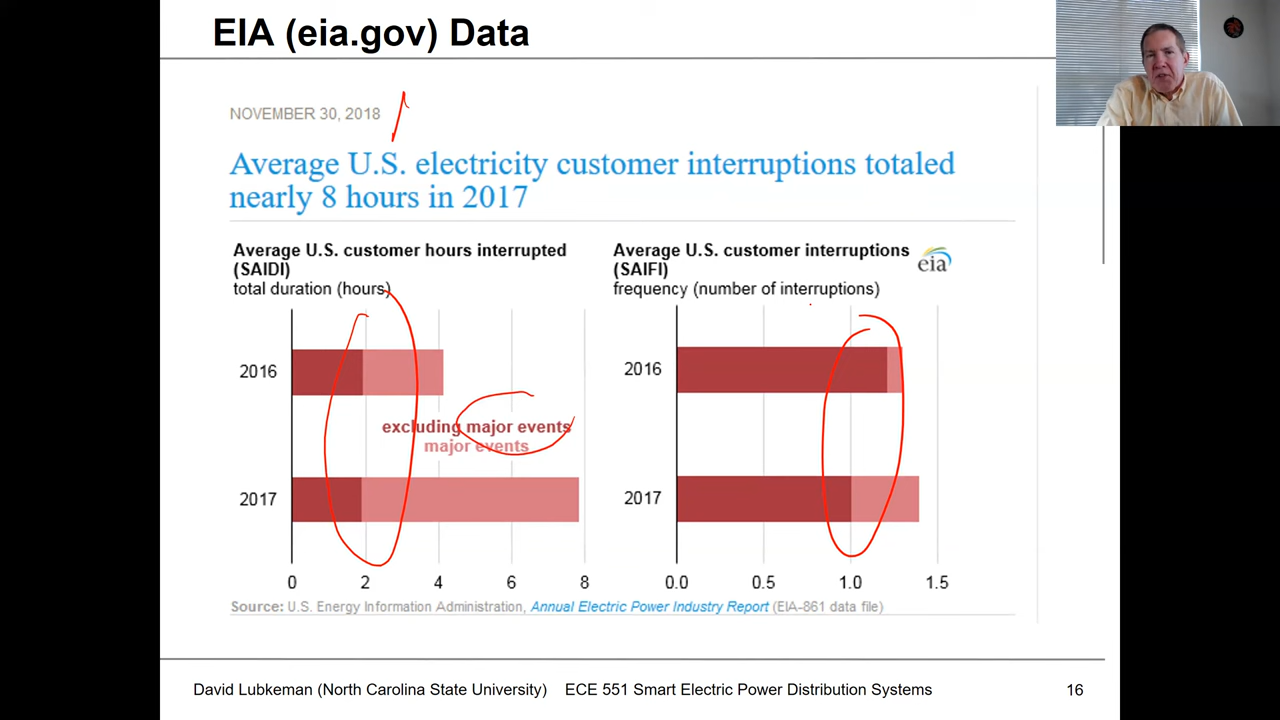 EIA (eia.gov) Data
NOVEMBER 30, 2018
Average U.S. electricity customer interruptions totaled
nearly 8 hours in 2017
Average U.S. customer hours interrupted
(SAIDI)
total duration (hours)
2016
excluding major events
major events
2017
0 2 4 6 8
Average U.S. customer interruptions
(SAIFI)
frequency (number of interruptions)
eia
2016
2017
0.0 0.5 1.0 1.5
Source: U.S. Energy Information Administration, Annual Electric Power Industry Report (EIA-861 data file)
David Lubkeman (North Carolina State University) ECE 551 Smart Electric Power Distribution Systems 16